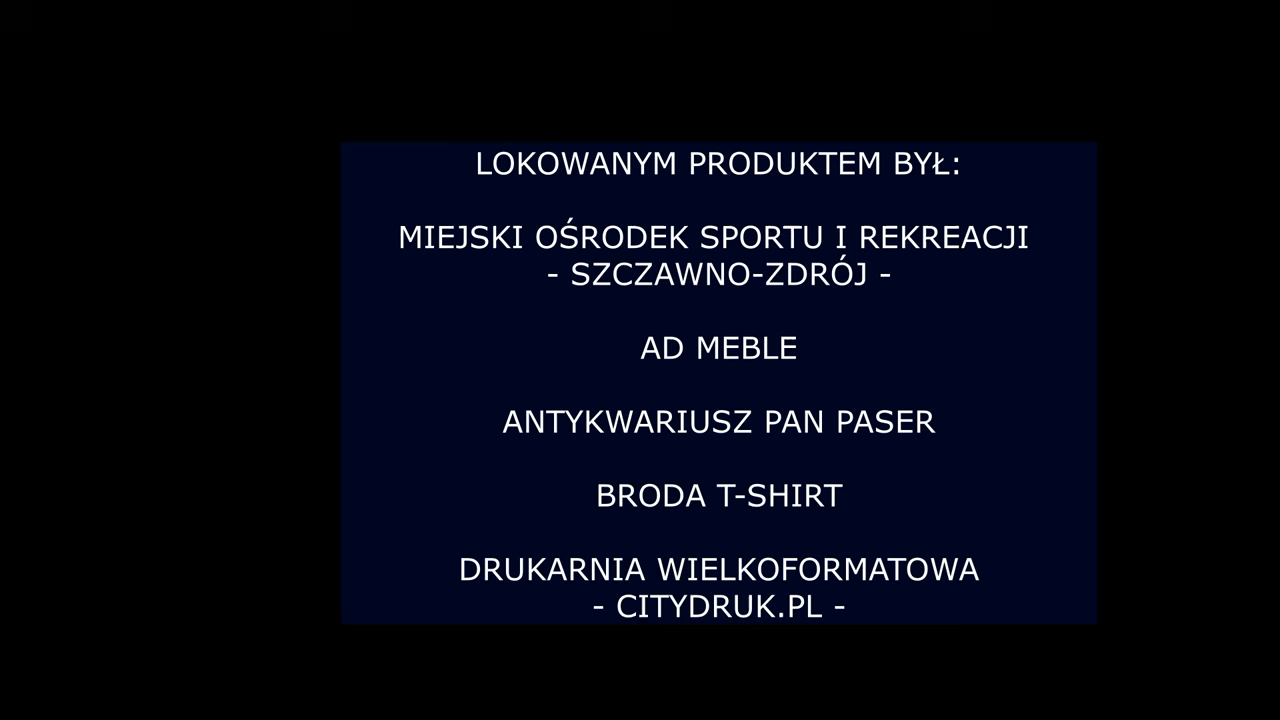 LOKOWANYM PRODUKTEM BYŁ:
MIEJSKI OŚRODEK SPORTU I REKREACJI
- SZCZAWNO-ZDRÓJ -
AD MEBLE
ANTYKWARIUSZ PAN PASER
BRODA T-SHIRT
DRUKARNIA WIELKOFORMATOWA
- CITYDRUK.PL -